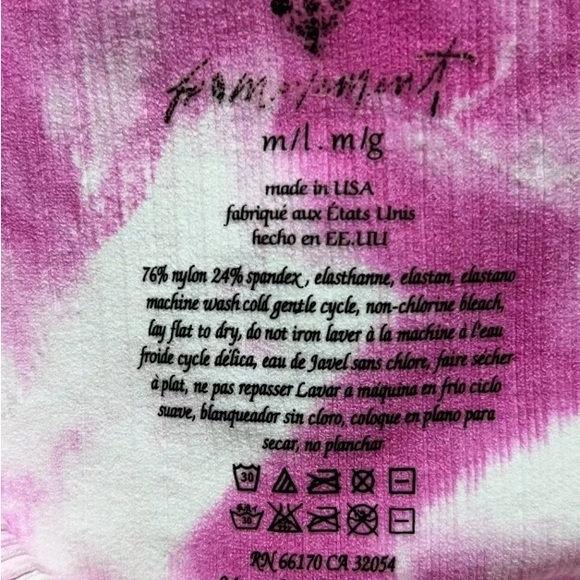 m/l . m/g
made in USA
fabriqué aux États Unis
hecho en EE.UU
76% nylon 24% spandex, elasthanne, elastan, elastano
machine wash cold gentle cycle, non-chlorine bleach,
lay flat to dry, do not iron laver à la machine à l'eau
froide cycle délica, eau de Javel sans chlore, faire sécher
à plat, ne pas repasser Lavar a maquina en frio ciclo
suave, blanqueador sin cloro, coloque en plano para
secar, no planchar
30
30
RN 66170 CA 32054